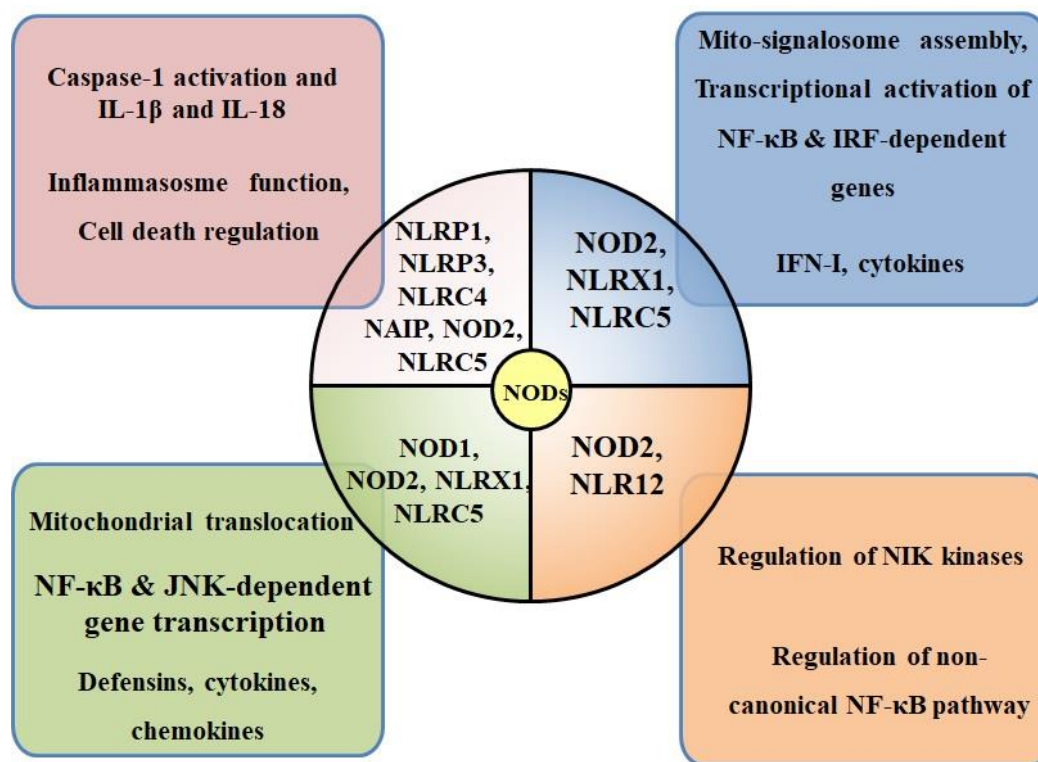 Caspase-1 activation and
IL-1β and IL-18
Inflammasosme function,
Cell death regulation
Mito-signalosome assembly,
Transcriptional activation of
NF-κB & IRF-dependent
genes
IFN-I, cytokines
NLRP1,
NLRP3,
NLRC4
NAIP, NOD2,
NLRC5
NOD2,
NLRX1,
NLRC5
NODs
NOD1,
NOD2, NLRX1,
NLRC5
NOD2,
NLR12
Mitochondrial translocation
NF-κB & JNK-dependent
gene transcription
Defensins, cytokines,
chemokines
Regulation of NIK kinases
Regulation of non-
canonical NF-κB pathway